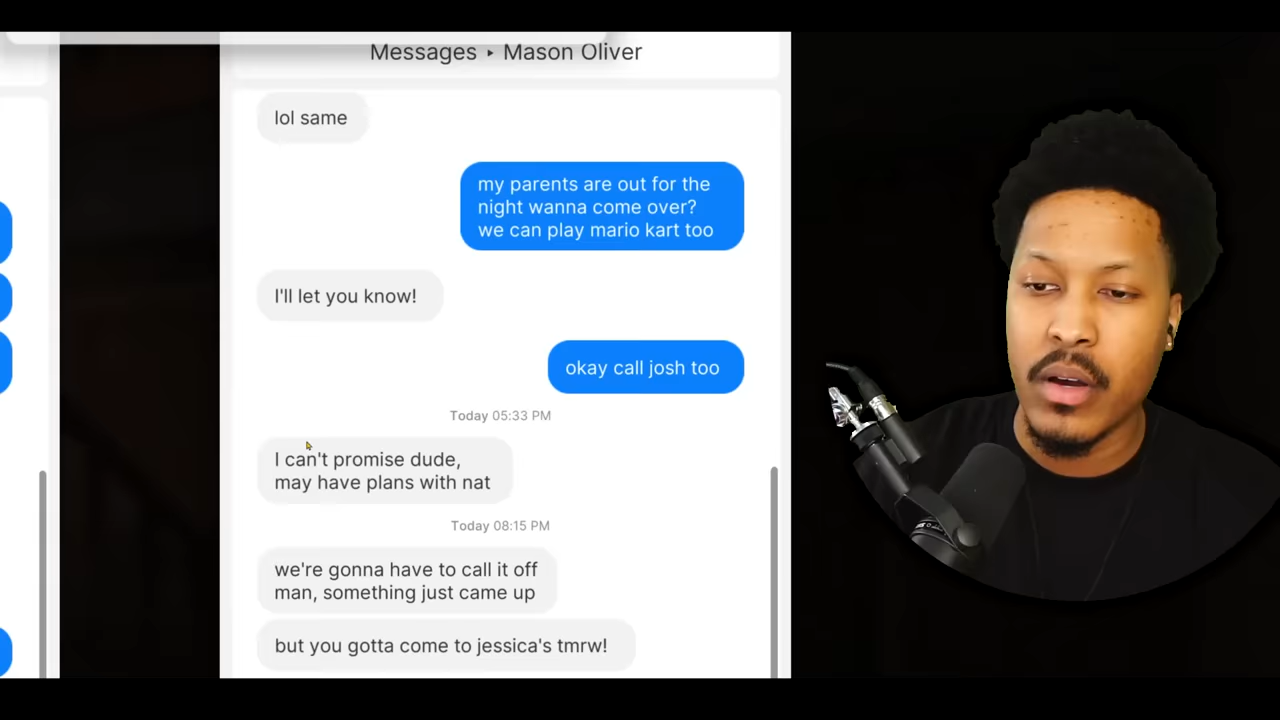 Messages ‣ Mason Oliver
lol same
my parents are out for the
night wanna come over?
we can play mario kart too
I'll let you know!
okay call josh too
Today 05:33 PM
I can't promise dude,
may have plans with nat
Today 08:15 PM
we're gonna have to call it off
man, something just came up
but you gotta come to jessica's tmrw!